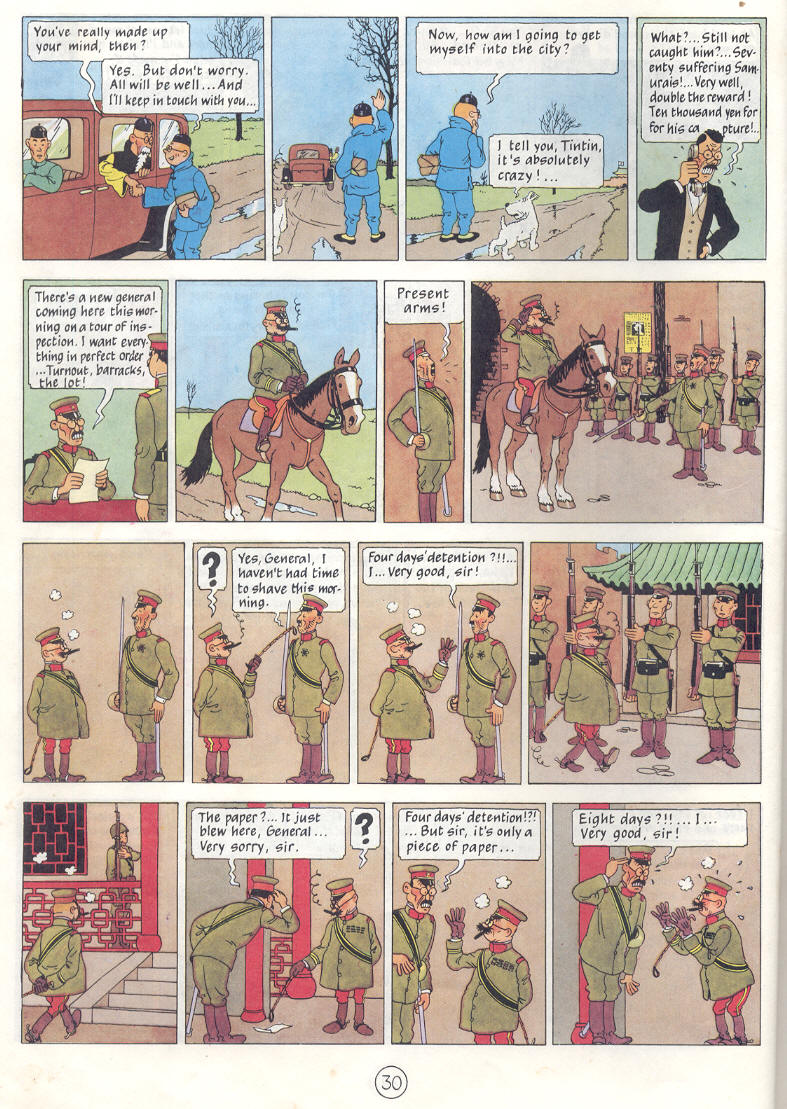 You've really made up
your mind, then?
Yes. But don't worry.
All will be well...And
I'll keep in touch with you...
Now, how am I going to get
myself into the city?
I tell you, Tintin,
it's absolutely
crazy!...
What?...Still not
caught him?...Sev-
enty suffering Sam-
urais!...Very well,
double the reward!
Ten thousand yen for
for his ca pture!..
There's a new general
coming here this mor-
ning on a tour of ins-
pection. I want every-
thing in perfect order
...Turnout, barracks,
the lot!
Present
arms!
?
Yes, General, I
haven't had time
to shave this mor-
ning.
Four days' detention?!!...
I... Very good, sir!
The paper?... It just
blew here, General...
Very sorry, sir.
?
Four days' detention!?!
... But sir, it's only a
piece of paper...
Eight days?!!... I...
Very good, sir!
30